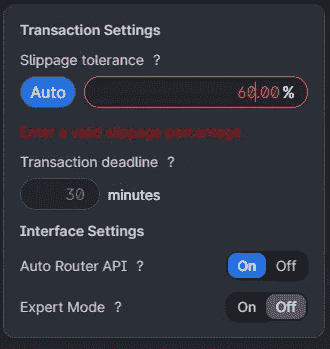 Transaction Settings
Slippage tolerance ?
Auto 60.00 %
Enter a valid slippage percentage
Transaction deadline ?
30 minutes
Interface Settings
Auto Router API ? On Off
Expert Mode ? On Off